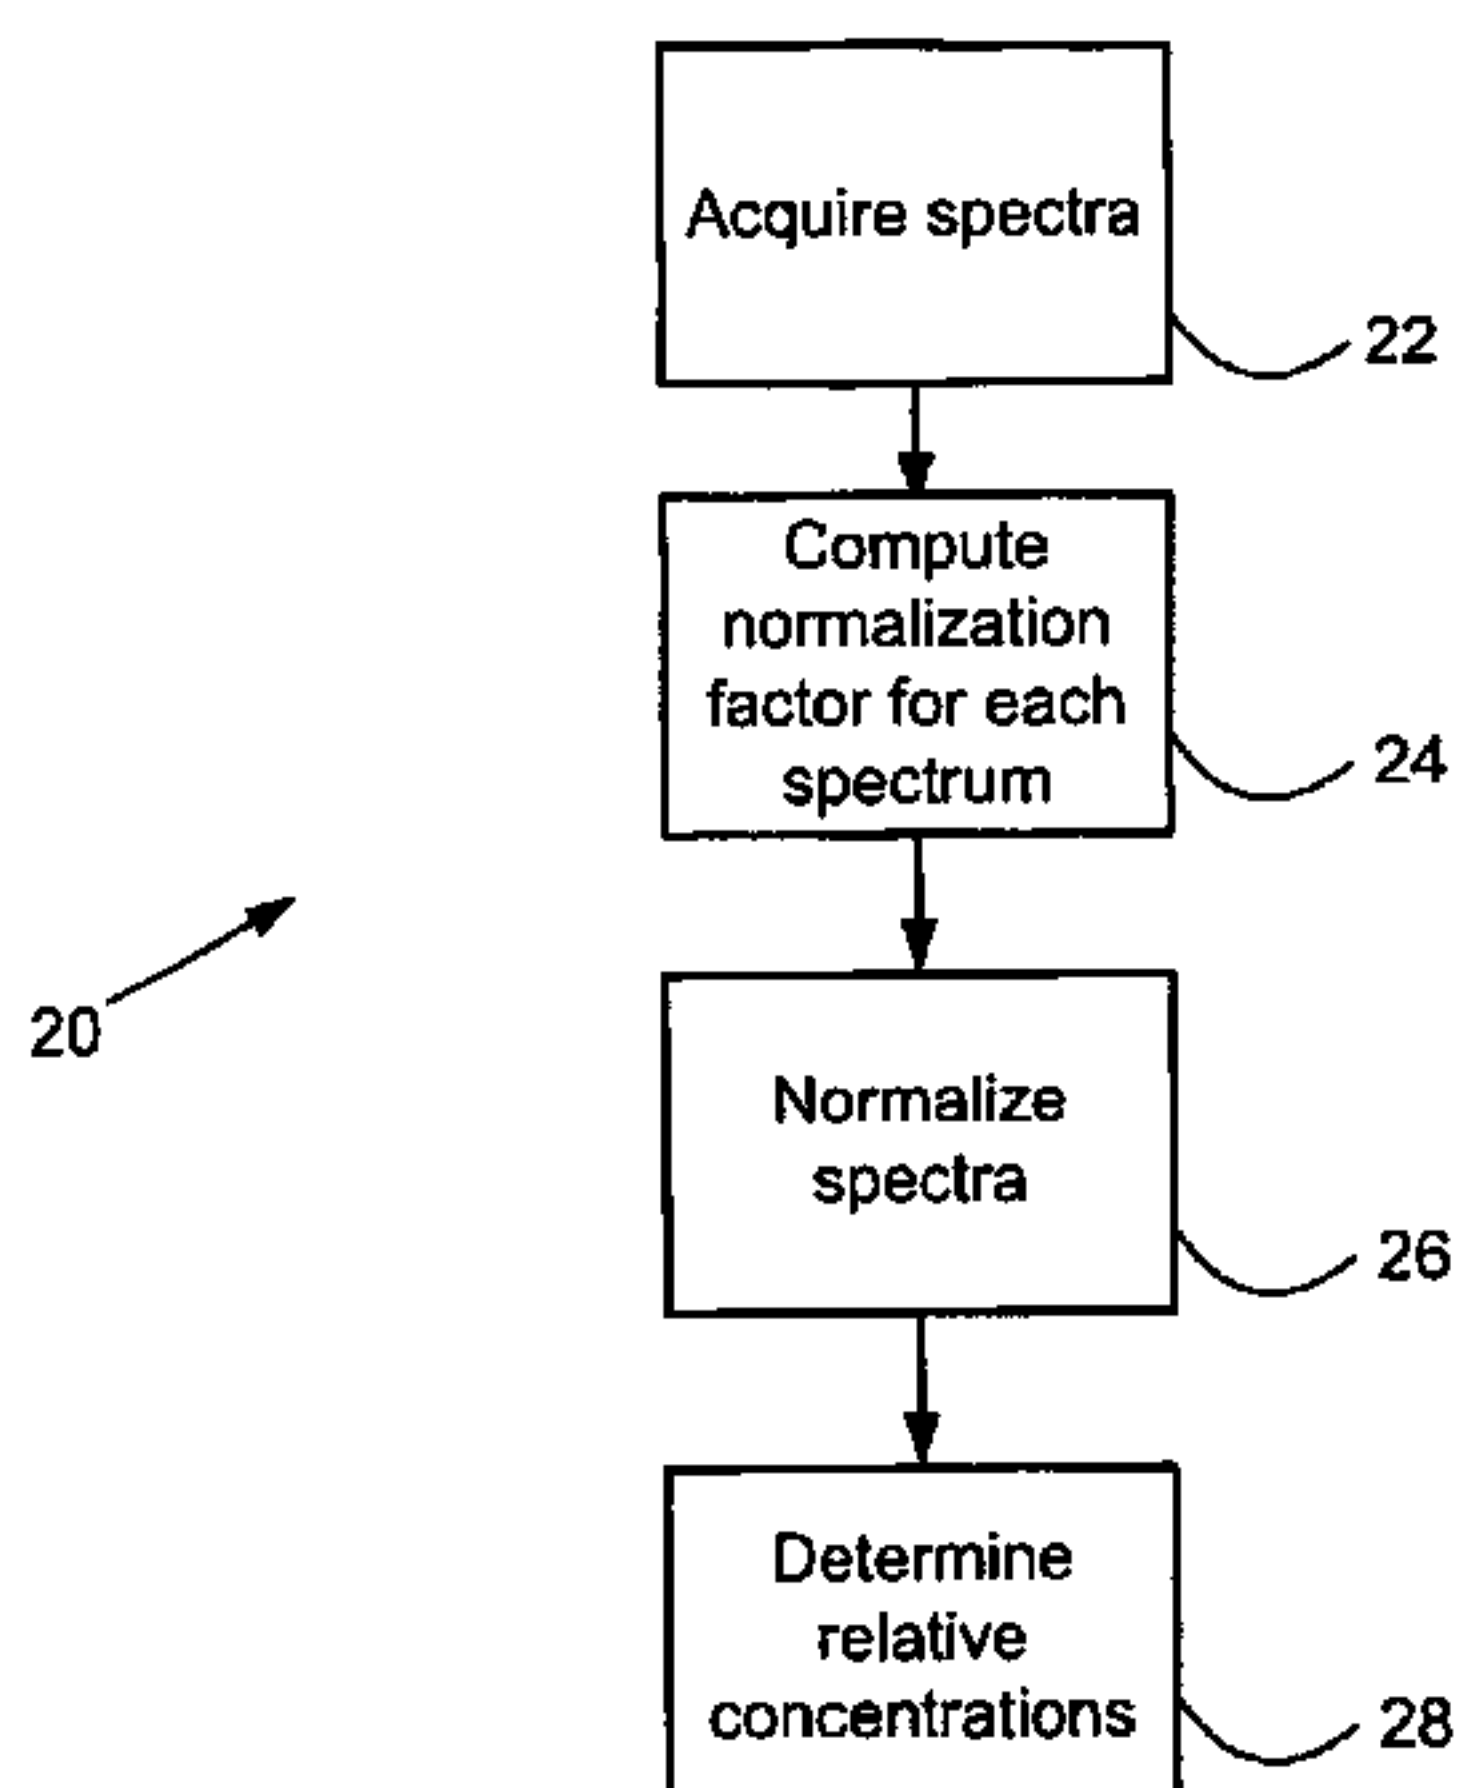 Acquire spectra
22
Compute
normalization
factor for each
spectrum
24
20
Normalize
spectra
26
Determine
relative
concentrations
28